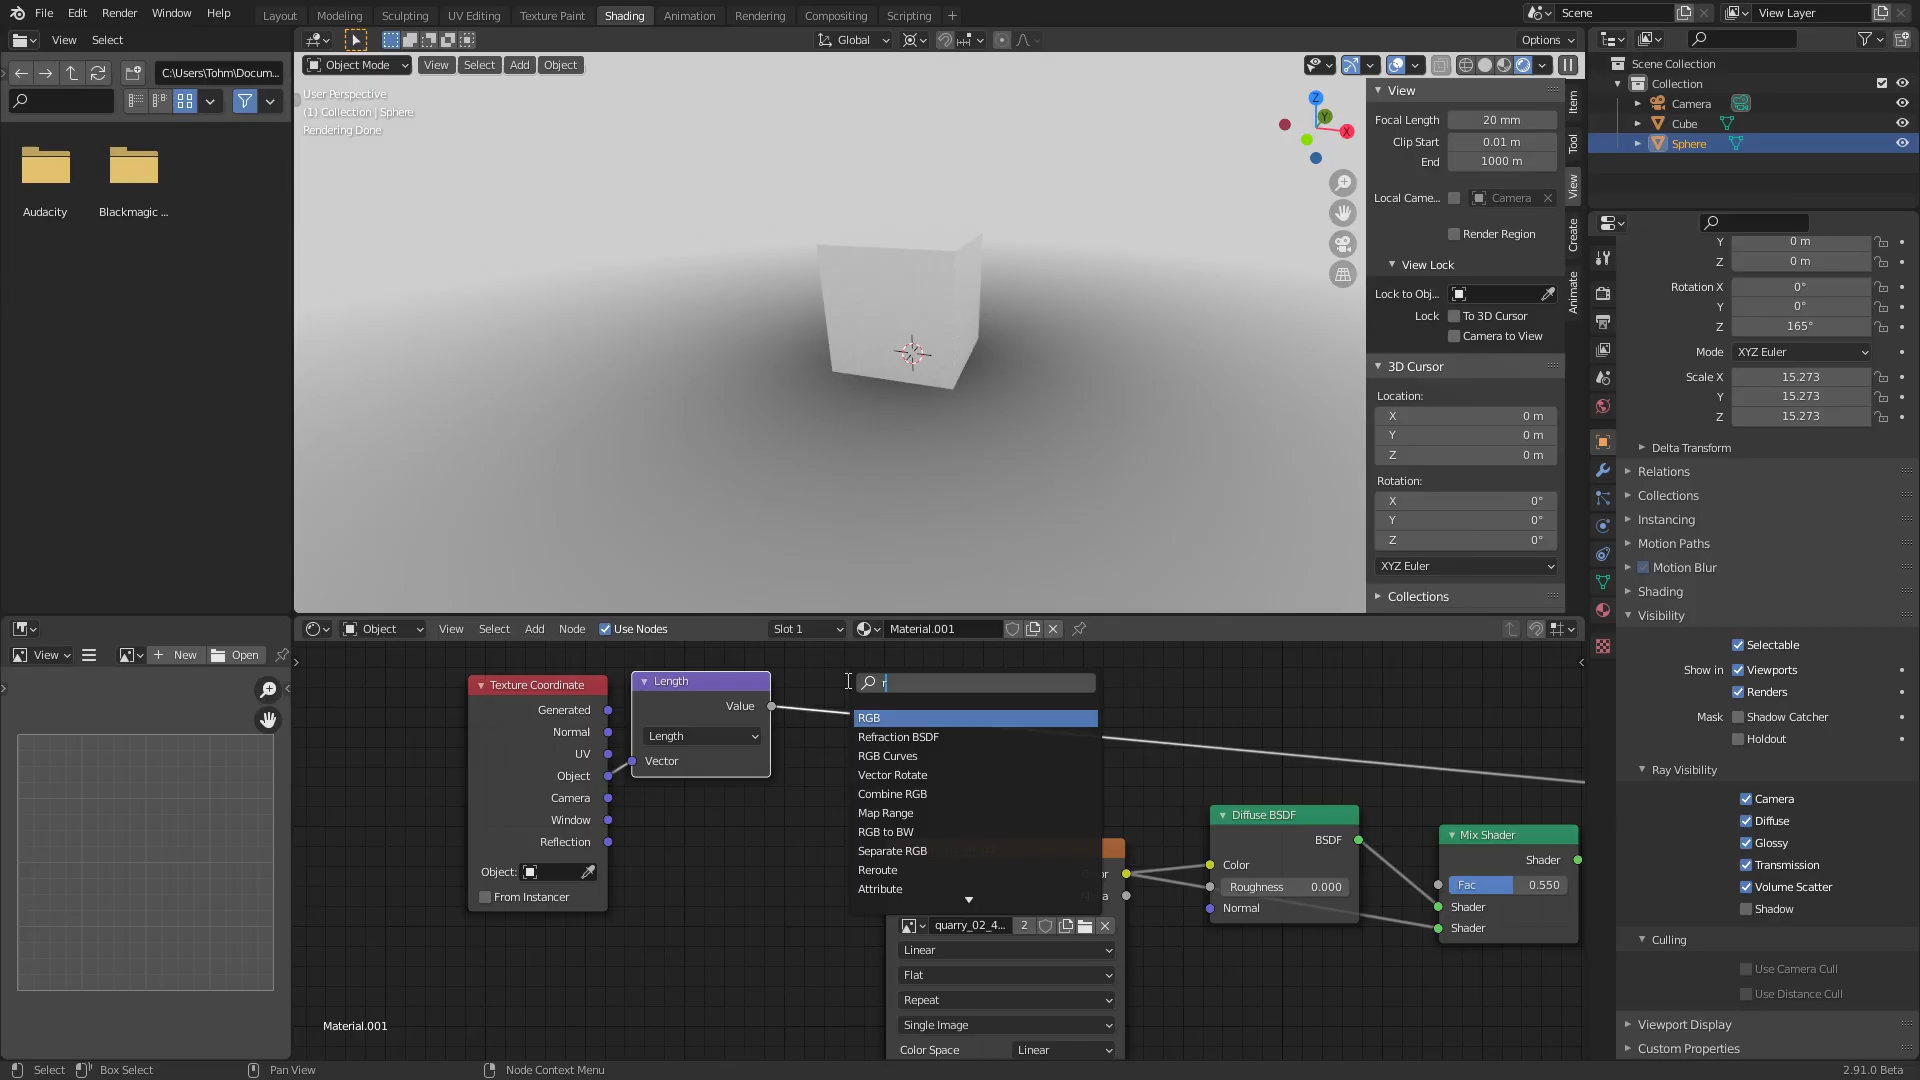 File Edit Render Window Help
Layout Modeling Sculpting UV Editing Texture Paint Shading Animation Rendering Compositing Scripting +
Scene
View Layer
View Select
Global
Options
C:\Users\Tohm\Docum...
Object Mode View Select Add Object
User Perspective
(1) Collection | Sphere
Rendering Done
Z
Y
X
Audacity
Blackmagic ...
View
Focal Length 20 mm
Clip Start 0.01 m
End 1000 m
Local Came... Camera
Render Region
View Lock
Lock to Obj...
Lock To 3D Cursor
Camera to View
3D Cursor
Location:
X 0 m
Y 0 m
Z 0 m
Rotation:
X 0°
Y 0°
Z 0°
XYZ Euler
Collections
Item
Tool
View
Create
Animate
Scene Collection
Collection
Camera
Cube
Sphere
Y 0 m
Z 0 m
Rotation X 0°
Y 0°
Z 165°
Mode XYZ Euler
Scale X 15.273
Y 15.273
Z 15.273
Delta Transform
Relations
Collections
Instancing
Motion Paths
Motion Blur
Shading
Visibility
Selectable
Show in Viewports
Renders
Mask Shadow Catcher
Holdout
Ray Visibility
Camera
Diffuse
Glossy
Transmission
Volume Scatter
Shadow
Culling
Use Camera Cull
Use Distance Cull
Viewport Display
Custom Properties
View New Open
Object View Select Add Node Use Nodes Slot 1 Material.001
Texture Coordinate
Generated
Normal
UV
Object
Camera
Window
Reflection
Object:
From Instancer
Length
Value
Length
Vector
r
RGB
Refraction BSDF
RGB Curves
Vector Rotate
Combine RGB
Map Range
RGB to BW
Separate RGB
Reroute
Attribute
quarry_02_4... 2
Linear
Flat
Repeat
Single Image
Color Space Linear
Diffuse BSDF
BSDF
Color
Roughness 0.000
Normal
Mix Shader
Shader
Fac 0.550
Shader
Shader
Material.001
Select Box Select Pan View Node Context Menu 2.91.0 Beta